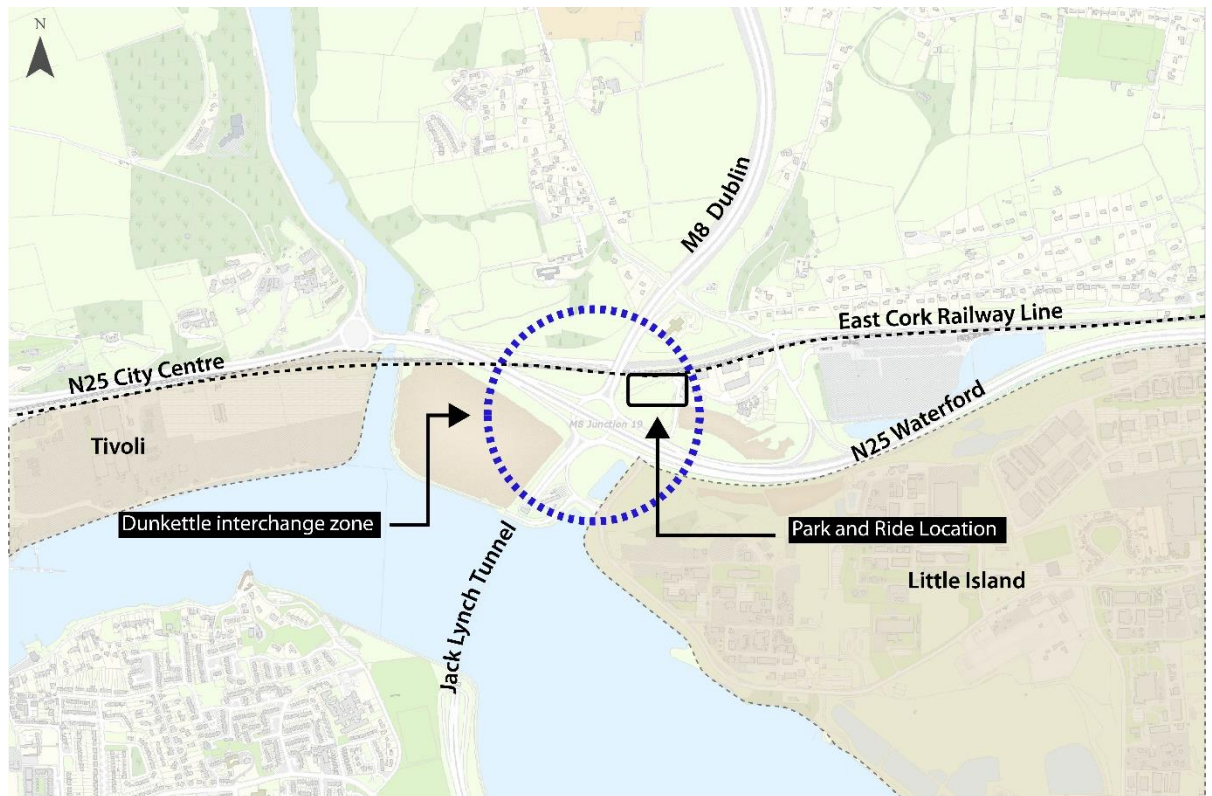 N
M8 Dublin
East Cork Railway Line
N25 City Centre
M8 Junction 19
N25 Waterford
Tivoli
Dunkettle interchange zone
Park and Ride Location
Jack Lynch Tunnel
Little Island